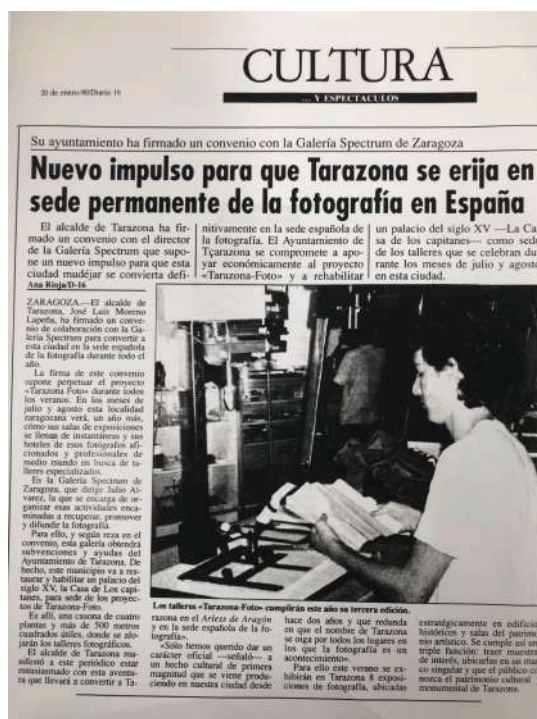 CULTURA
20 de enero-90/Diario 16
... Y ESPECTACULOS
Su ayuntamiento ha firmado un convenio con la Galería Spectrum de Zaragoza
Nuevo impulso para que Tarazona se erija en
sede permanente de la fotografía en España
El alcalde de Tarazona ha fir-
mado un convenio con el director
de la Galería Spectrum que supo-
ne un nuevo impulso para que esta
ciudad mudéjar se convierta defi-
nitivamente en la sede española de
la fotografía. El Ayuntamiento de
Tçarazona se compromete a apo-
yar económicamente al proyecto
«Tarazona-Foto» y a rehabilitar
un palacio del siglo XV —La Ca-
sa de los capitanes— como sede
de los talleres que se celebran du-
rante los meses de julio y agosto
en esta ciudad.
Ana Rioja/D-16
ZARAGOZA.—El alcalde de
Tarazona, José Luis Moreno
Lapeña, ha firmado un conve-
nio de colaboración con la Ga-
lería Spectrum para convertir a
esta ciudad en la sede española
de la fotografía durante todo el
año.
La firma de este convenio
supone perpetuar el proyecto
«Tarazona Foto» durante todos
los veranos. En los meses de
julio y agosto esta localidad
zaragozana verá, un año más,
cómo sus salas de exposiciones
se llenan de instantáneas y sus
hoteles de esos fotógrafos afi-
cionados y profesionales de
medio mundo en busca de ta-
lleres especializados.
Es la Galería Spectrum de
Zaragoza, que dirige Julio Al-
varez, la que se encarga de or-
ganizar esas actividades enca-
minadas a recuperar, promover
y difundir la fotografía.
Para ello, y según reza en el
convenio, esta galería obtendrá
subvenciones y ayudas del
Ayuntamiento de Tarazona. De
hecho, este municipio va a res-
taurar y habilitar un palacio del
siglo XV, la Casa de Los capi-
tanes, para sede de los proyec-
tos de Tarazona-Foto.
Es allí, una casona de cuatro
plantas y más de 500 metros
cuadrados útiles, donde se alo-
jarán los talleres fotográficos.
El alcalde de Tarazona ma-
nifestó a este periódico estar
entusiasmado con esta aventu-
ra que llevará a convertir a Ta-
Los talleres «Tarazona-Foto» cumplirán este año su tercera edición.
razona en el Arless de Aragón
y en la sede española de la fo-
tografía».
«Sólo hemos querido dar un
carácter oficial —señaló— a
un hecho cultural de primera
magnitud que se viene produ-
ciendo en nuestra ciudad desde
hace dos años y que redunda
en que el nombre de Tarazona
se oiga por todos los lugares en
los que la fotografía es un
acontecimiento».
Para ello este verano se ex-
hibirán en Tarazona 8 exposi-
ciones de fotografía, ubicadas
estratégicamente en edificio
históricos y salas del patrimo
nio artístico. Se cumple así un
triple función: traer muestra
de interés, ubicarlas en un mar
co singular y que el público co
nozca el patrimonio cultural
monumental de Tarazona.